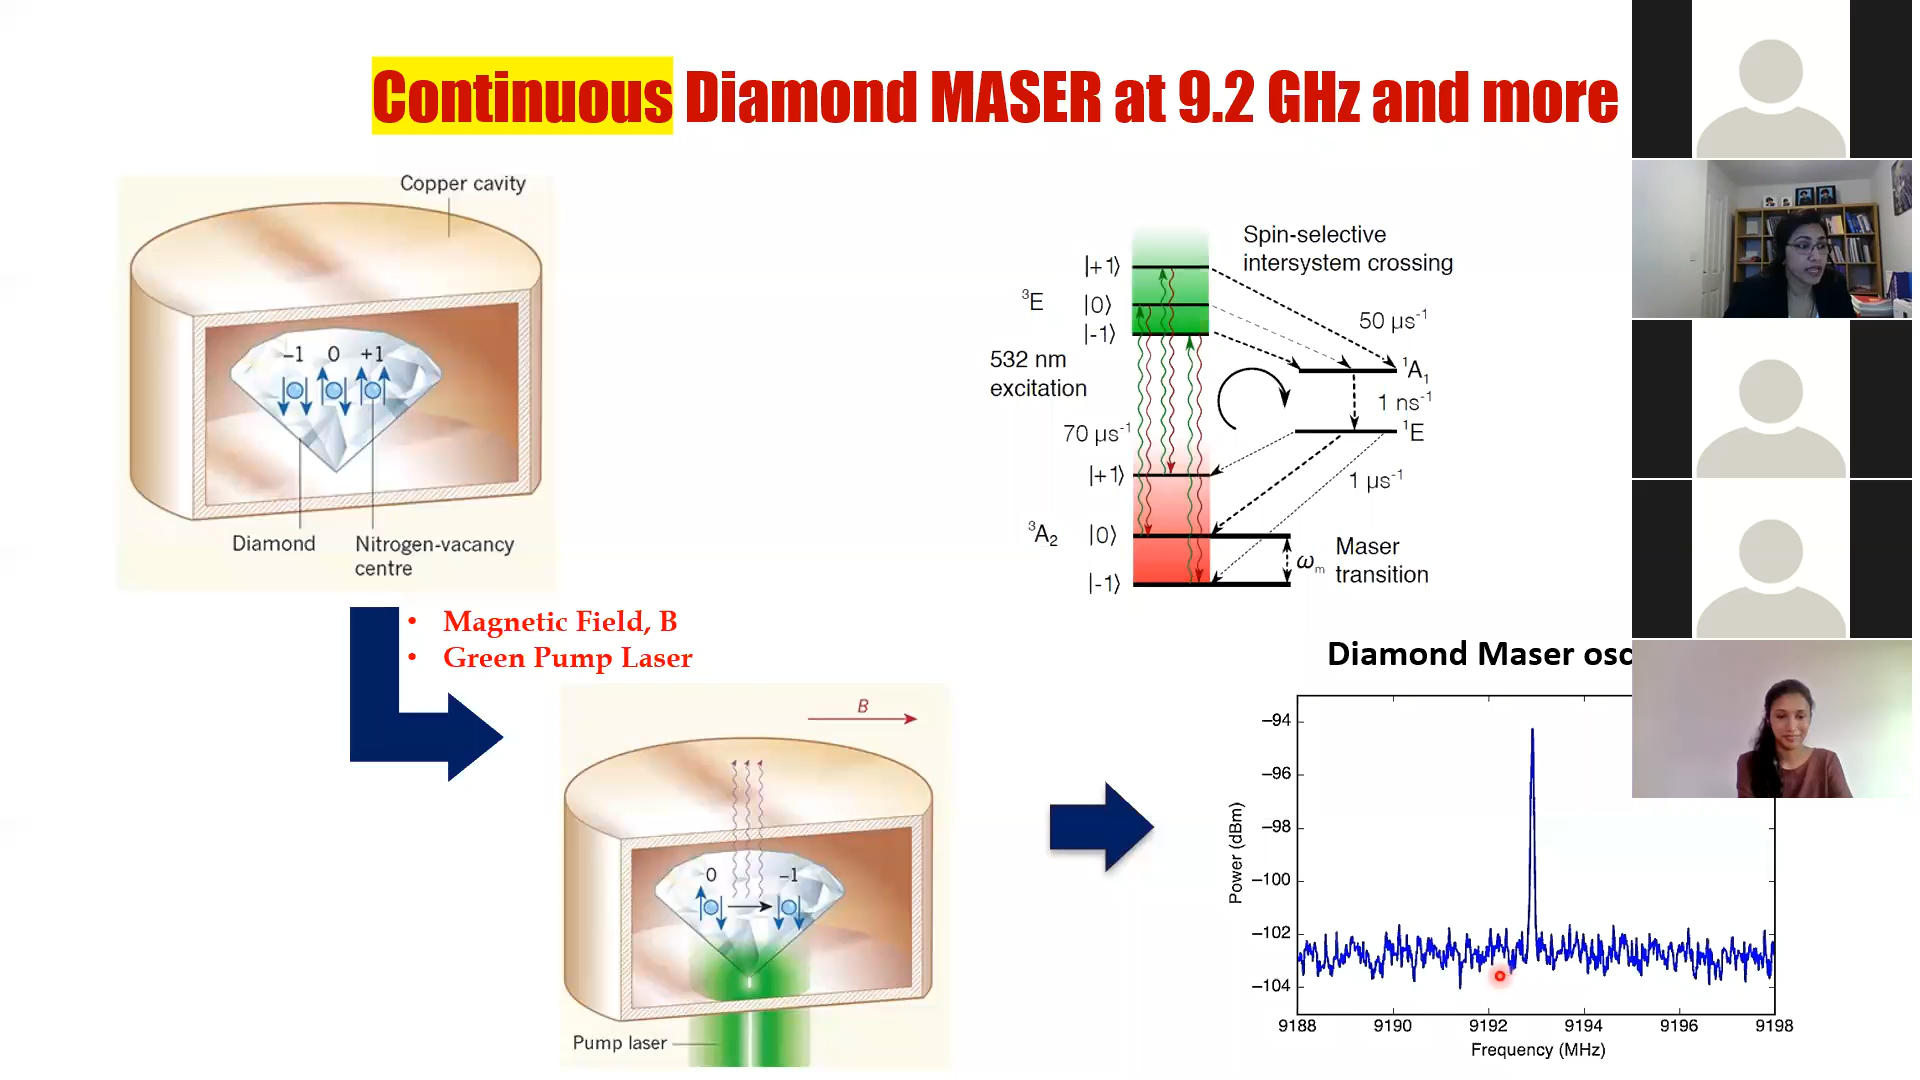 Continuous Diamond MASER at 9.2 GHz and more
Copper cavity
–1 0 +1
Diamond
Nitrogen-vacancy
centre
Spin-selective
intersystem crossing
|+1⟩
³E |0⟩
|-1⟩
50 µs⁻¹
532 nm
excitation
¹A₁
1 ns⁻¹
70 µs⁻¹
¹E
|+1⟩
1 µs⁻¹
³A₂ |0⟩
ωₘ
Maser
transition
|-1⟩
• Magnetic Field, B
• Green Pump Laser
B
0 –1
Pump laser
Diamond Maser osc
Power (dBm)
–94
–96
–98
–100
–102
–104
9188 9190 9192 9194 9196 9198
Frequency (MHz)